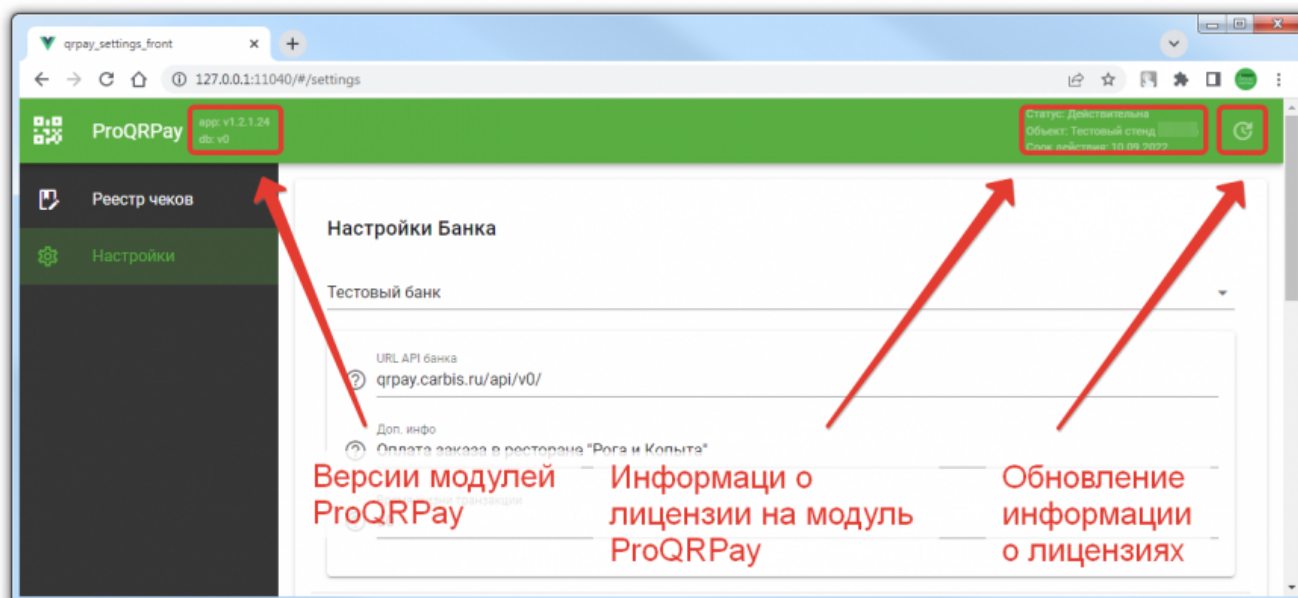 qrpay_settings_front
127.0.0.1:11040/#/settings
ProQRPay
app: v1.2.1.24
db: v0
Статус: Действительна
Объект: Тестовый стенд
Срок действия: 10.09.2022
Реестр чеков
Настройки
Настройки Банка
Тестовый банк
URL API банка
qrpay.carbis.ru/api/v0/
Доп. инфо
Оплата заказа в ресторане "Рога и Копыта"
транзакции
Версии модулей
ProQRPay
Информаци о
лицензии на модуль
ProQRPay
Обновление
информации
о лицензиях